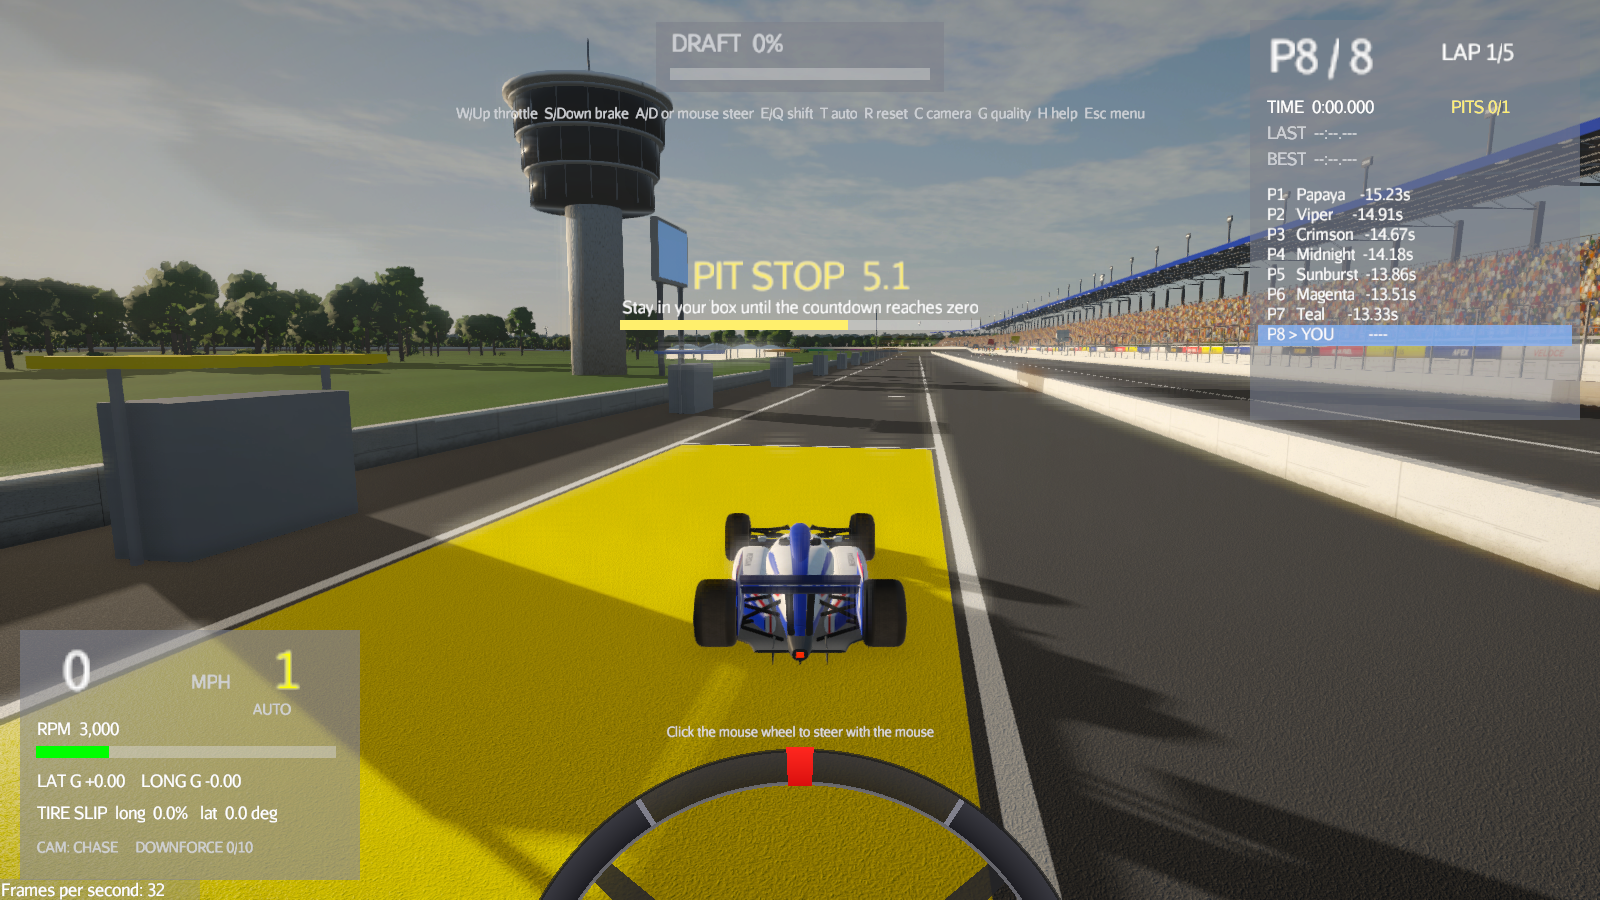 DRAFT 0%
W/Up throttle S/Down brake A/D or mouse steer E/Q shift T auto R reset C camera G quality H help Esc menu
P8 / 8 LAP 1/5
TIME 0:00.000 PITS 0/1
LAST --:--.---
BEST --:--.---
P1 Papaya -15.23s
P2 Viper -14.91s
P3 Crimson -14.67s
P4 Midnight -14.18s
P5 Sunburst -13.86s
P6 Magenta -13.51s
P7 Teal -13.33s
P8 > YOU ----
PIT STOP 5.1
Stay in your box until the countdown reaches zero
0 MPH 1
AUTO
RPM 3,000
LAT G +0.00 LONG G -0.00
TIRE SLIP long 0.0% lat 0.0 deg
CAM: CHASE DOWNFORCE 0/10
Click the mouse wheel to steer with the mouse
Frames per second: 32